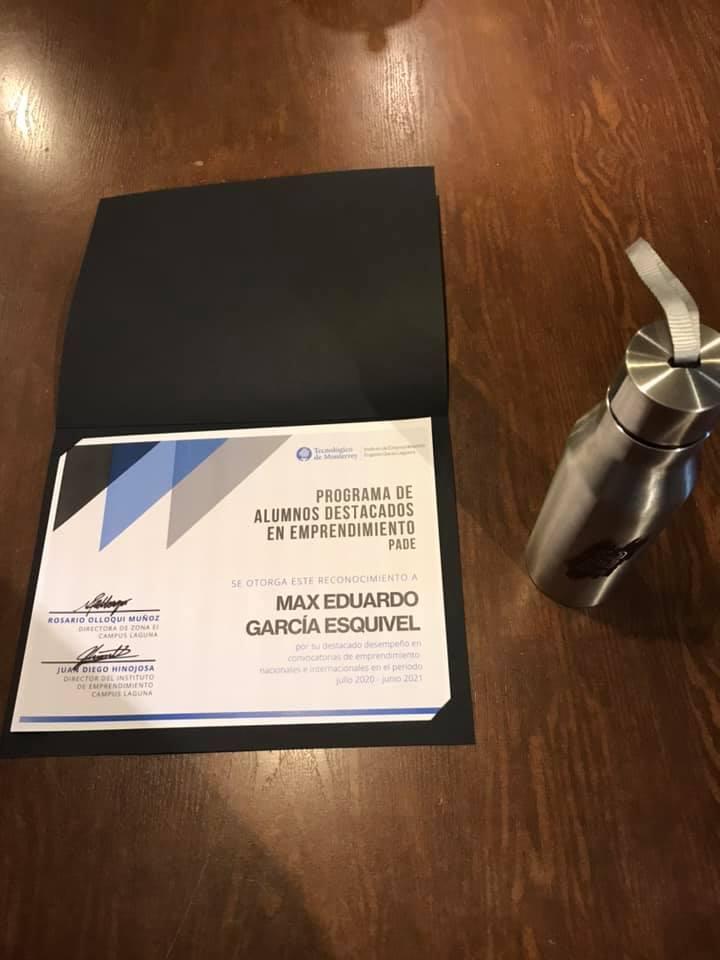 Tecnológico
de Monterrey
Instituto de Emprendimiento
Eugenio Garza Lagüera
PROGRAMA DE
ALUMNOS DESTACADOS
EN EMPRENDIMIENTO
PADE
SE OTORGA ESTE RECONOCIMIENTO A
MAX EDUARDO
GARCÍA ESQUIVEL
por su destacado desempeño en
convocatorias de emprendimiento
nacionales e internacionales en el periodo
julio 2020 - junio 2021
ROSARIO OLLOQUI MUÑOZ
DIRECTORA DE ZONA EI
CAMPUS LAGUNA
JUAN DIEGO HINOJOSA
DIRECTOR DEL INSTITUTO
DE EMPRENDIMIENTO
CAMPUS LAGUNA